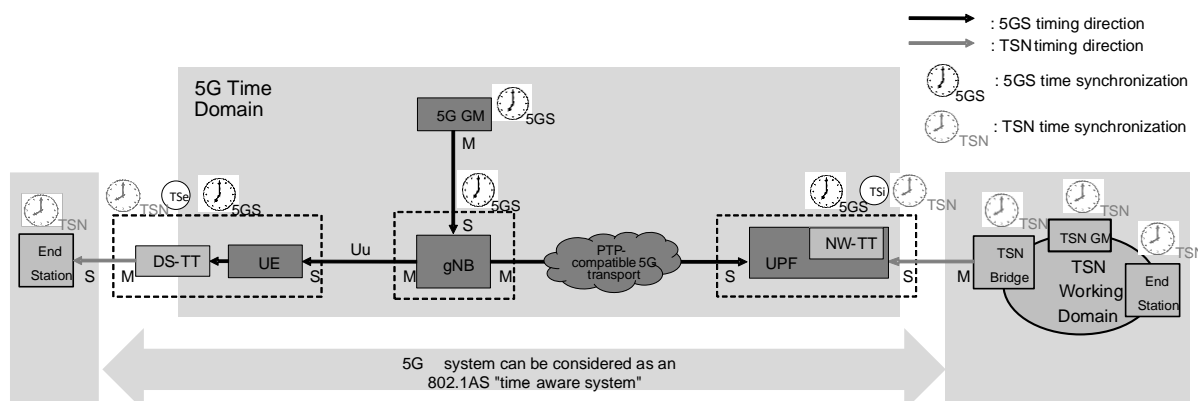 : 5GS timing direction
: TSN timing direction
5GS
: 5GS time synchronization
TSN
: TSN time synchronization
5G Time
Domain
5G GM
5GS
M
5GS
S
TSN
TSe
5GS
5GS
TSi
TSN
TSN
TSN
TSN
TSN
End
Station
S
M
DS-TT
UE
S
Uu
M
gNB
M
PTP-
compatible 5G
transport
S
UPF
NW-TT
S
M
TSN
Bridge
TSN GM
TSN
Working
Domain
End
Station
5G system can be considered as an
802.1AS "time aware system"